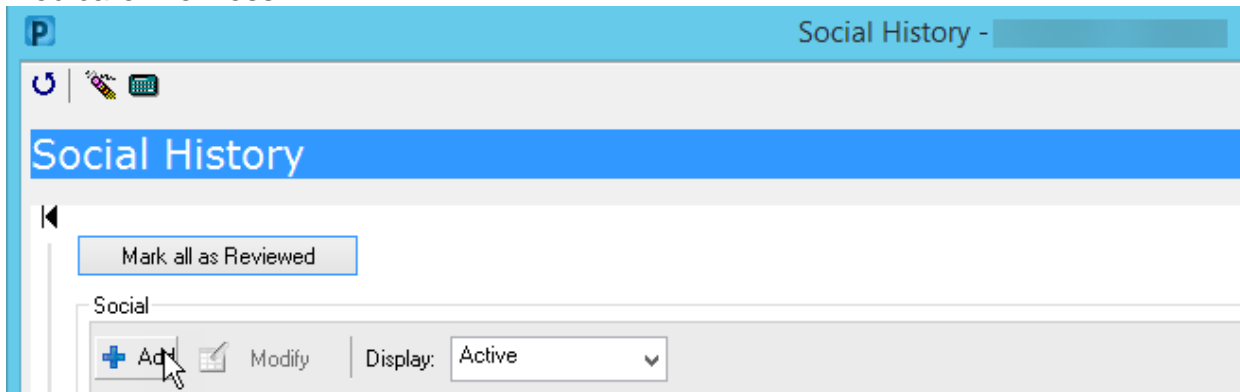 P Social History -
Social History
Mark all as Reviewed
Social
Add Modify Display: Active